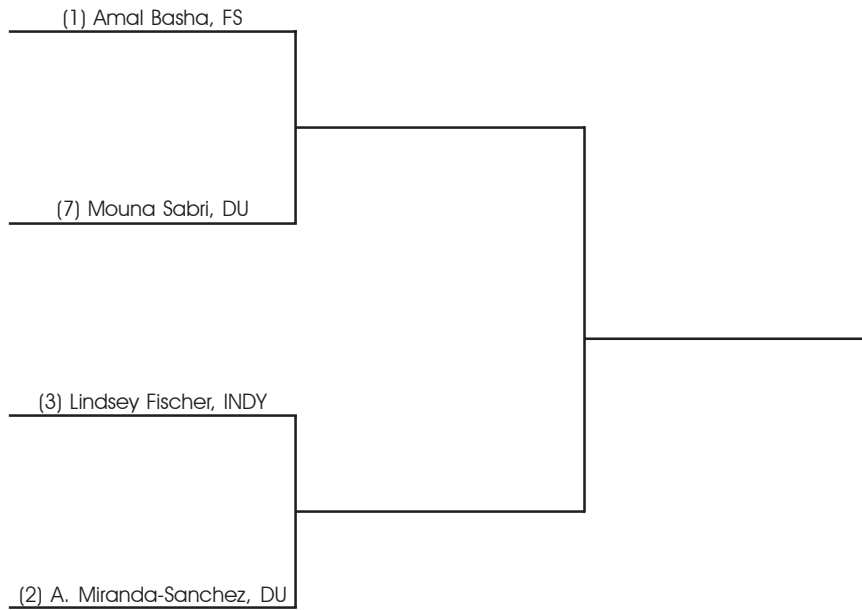 (1) Amal Basha, FS
(7) Mouna Sabri, DU
(3) Lindsey Fischer, INDY
(2) A. Miranda-Sanchez, DU